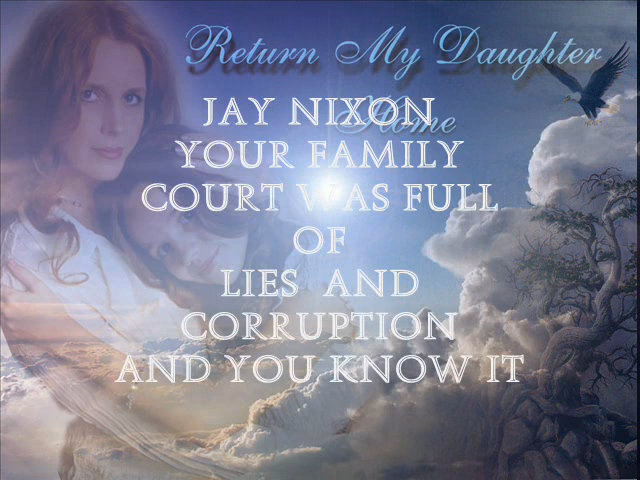 Return My Daughter
Home
JAY NIXON
YOUR FAMILY
COURT WAS FULL
OF
LIES AND
CORRUPTION
AND YOU KNOW IT